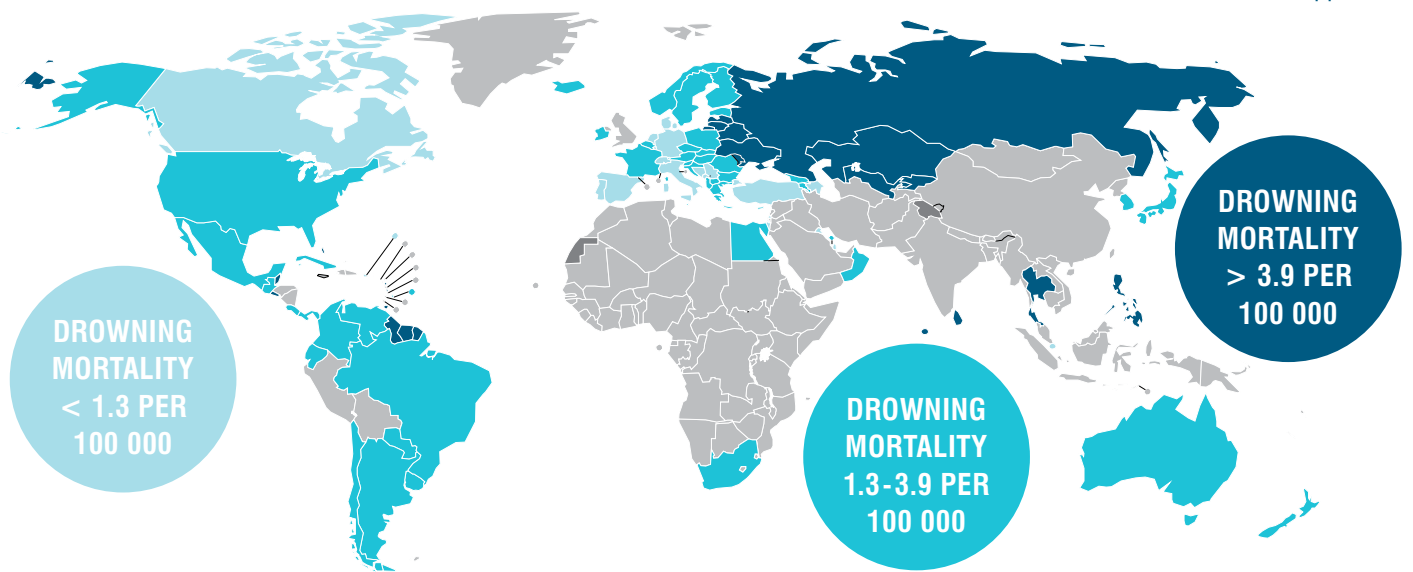 DROWNING
MORTALITY
< 1.3 PER
100 000
DROWNING
MORTALITY
1.3-3.9 PER
100 000
DROWNING
MORTALITY
> 3.9 PER
100 000